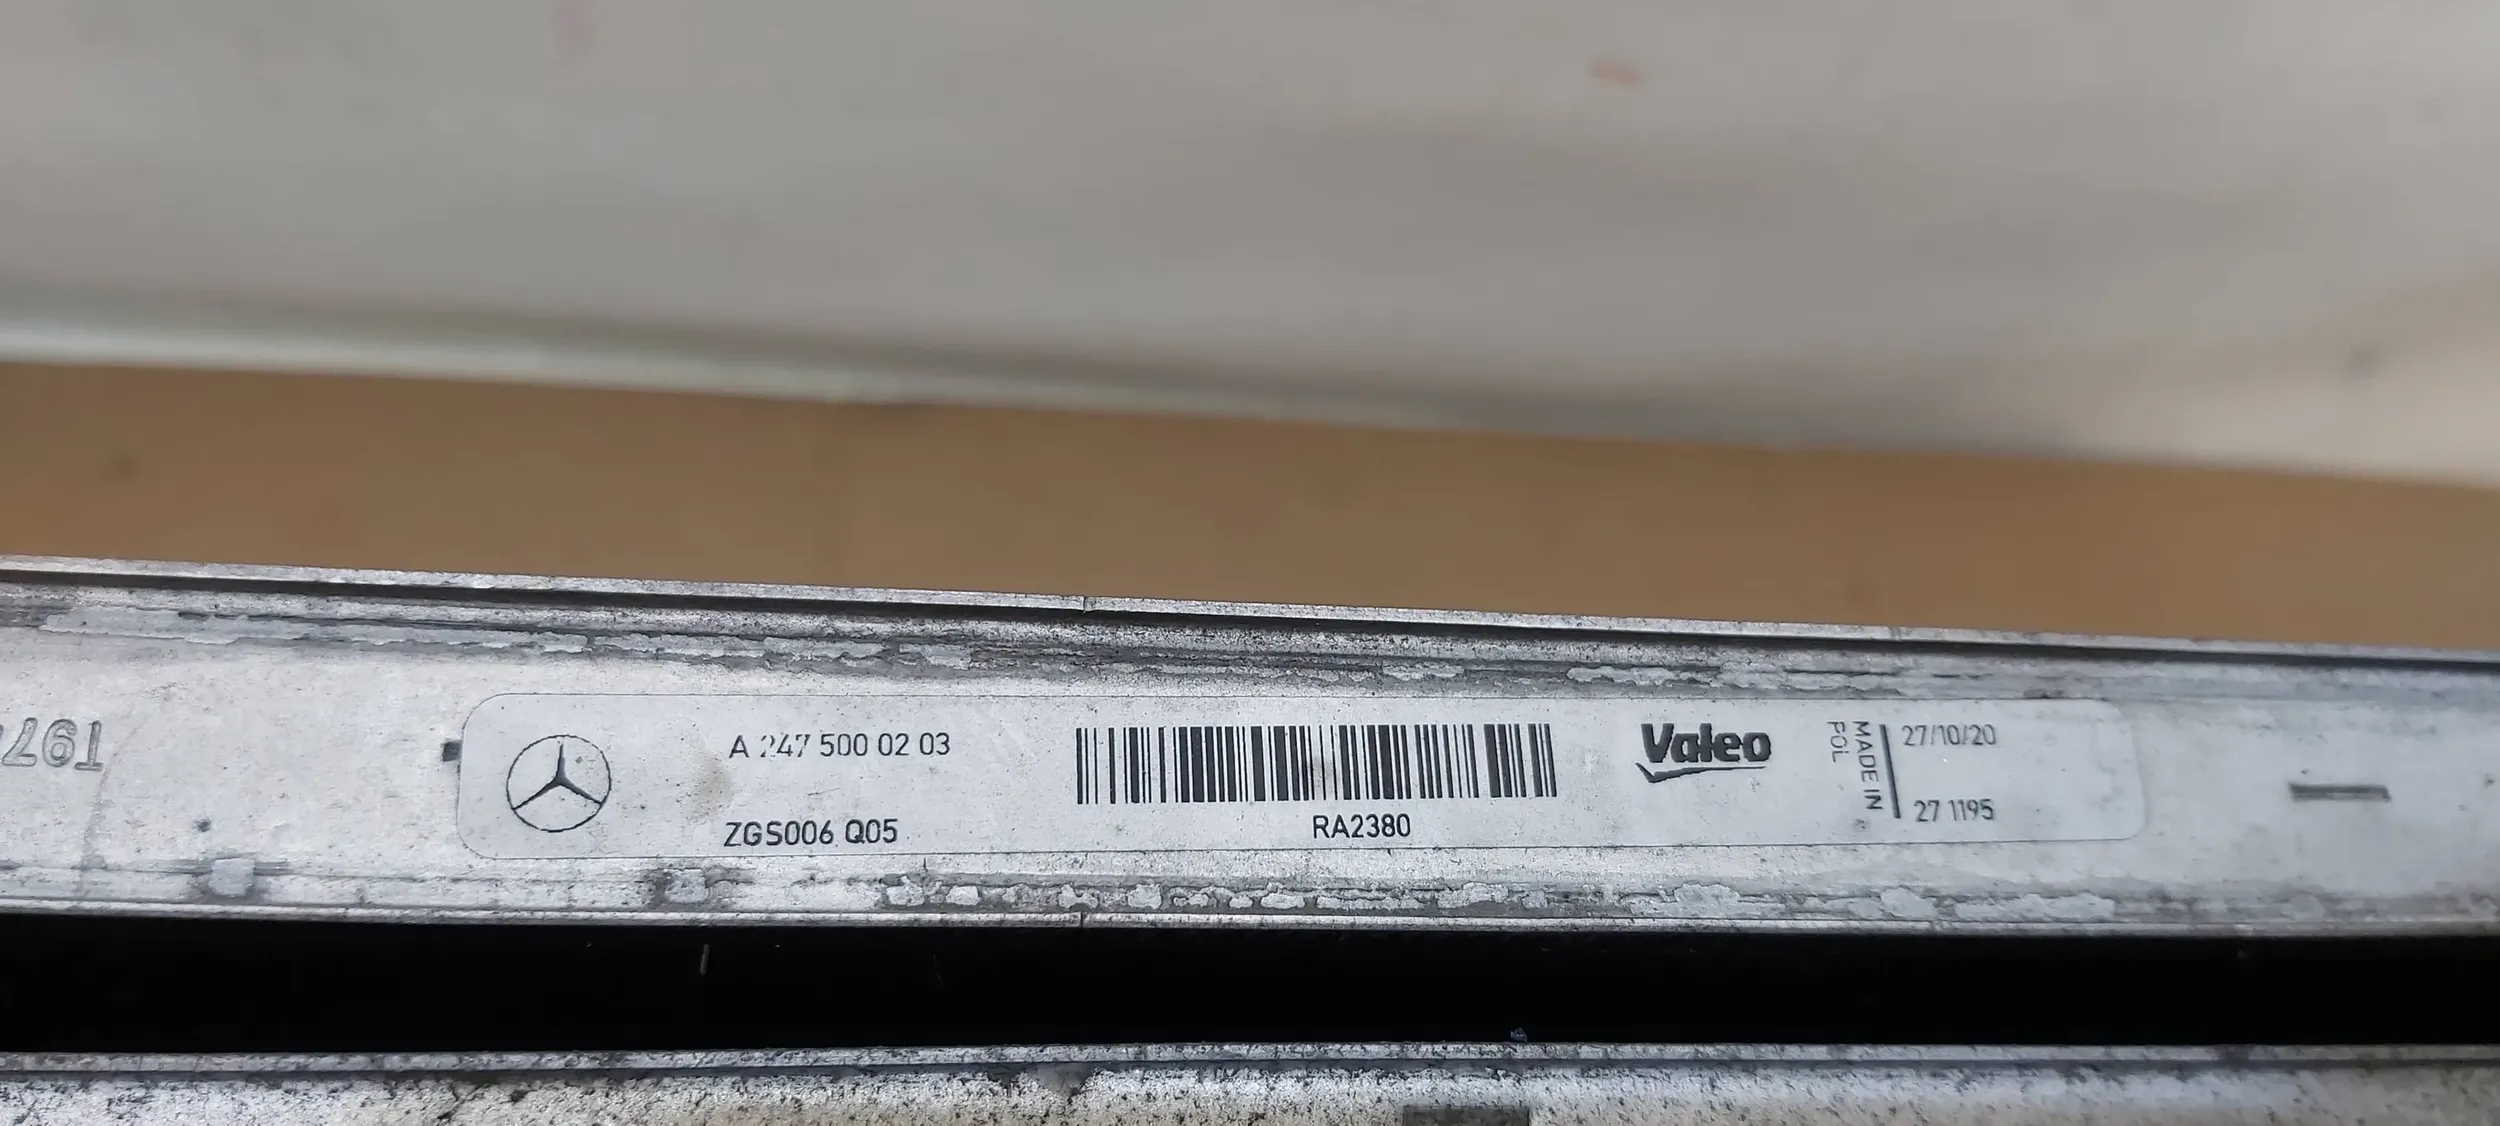 A 247 500 02 03
ZGS006 Q05
RA2380
Valeo
MADE IN
POL
27/10/20
27 1195